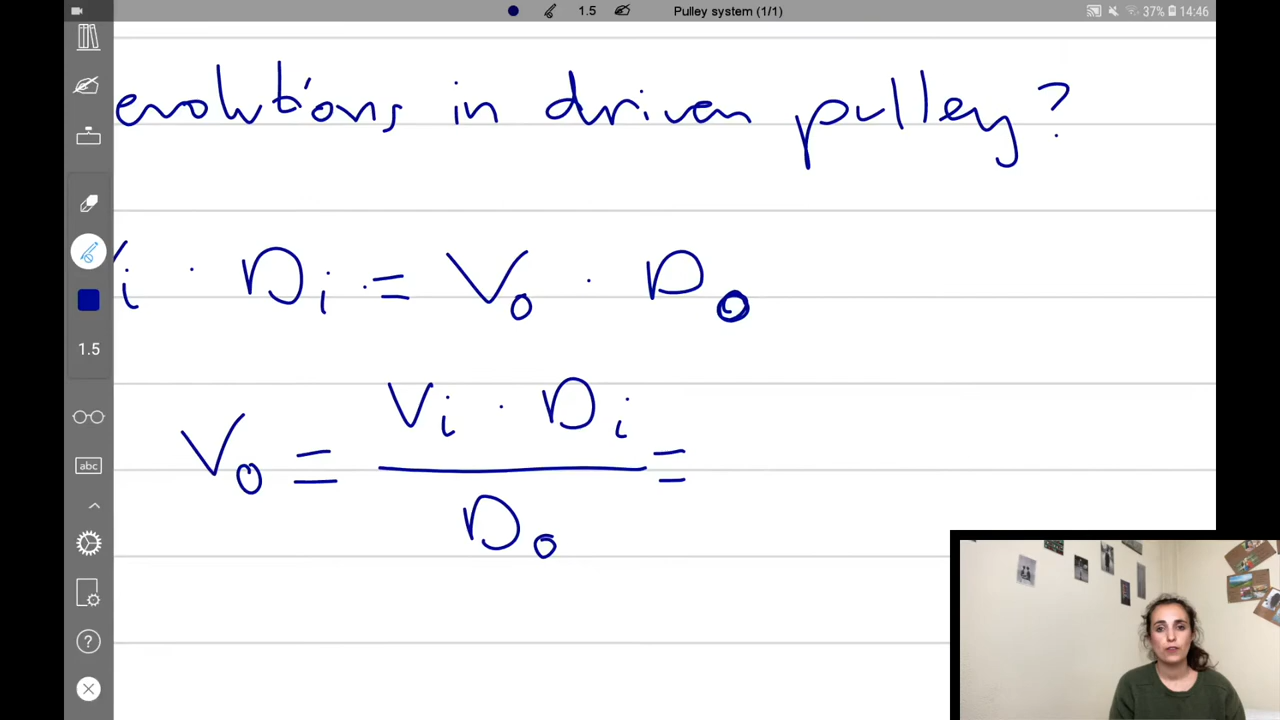 1.5 Pulley system (1/1) 37% 14:46
evolutions in driven pulley?
Vi · Di = Vo · Do
1.5
Vi · Di
Vo = =
Do
abc
?